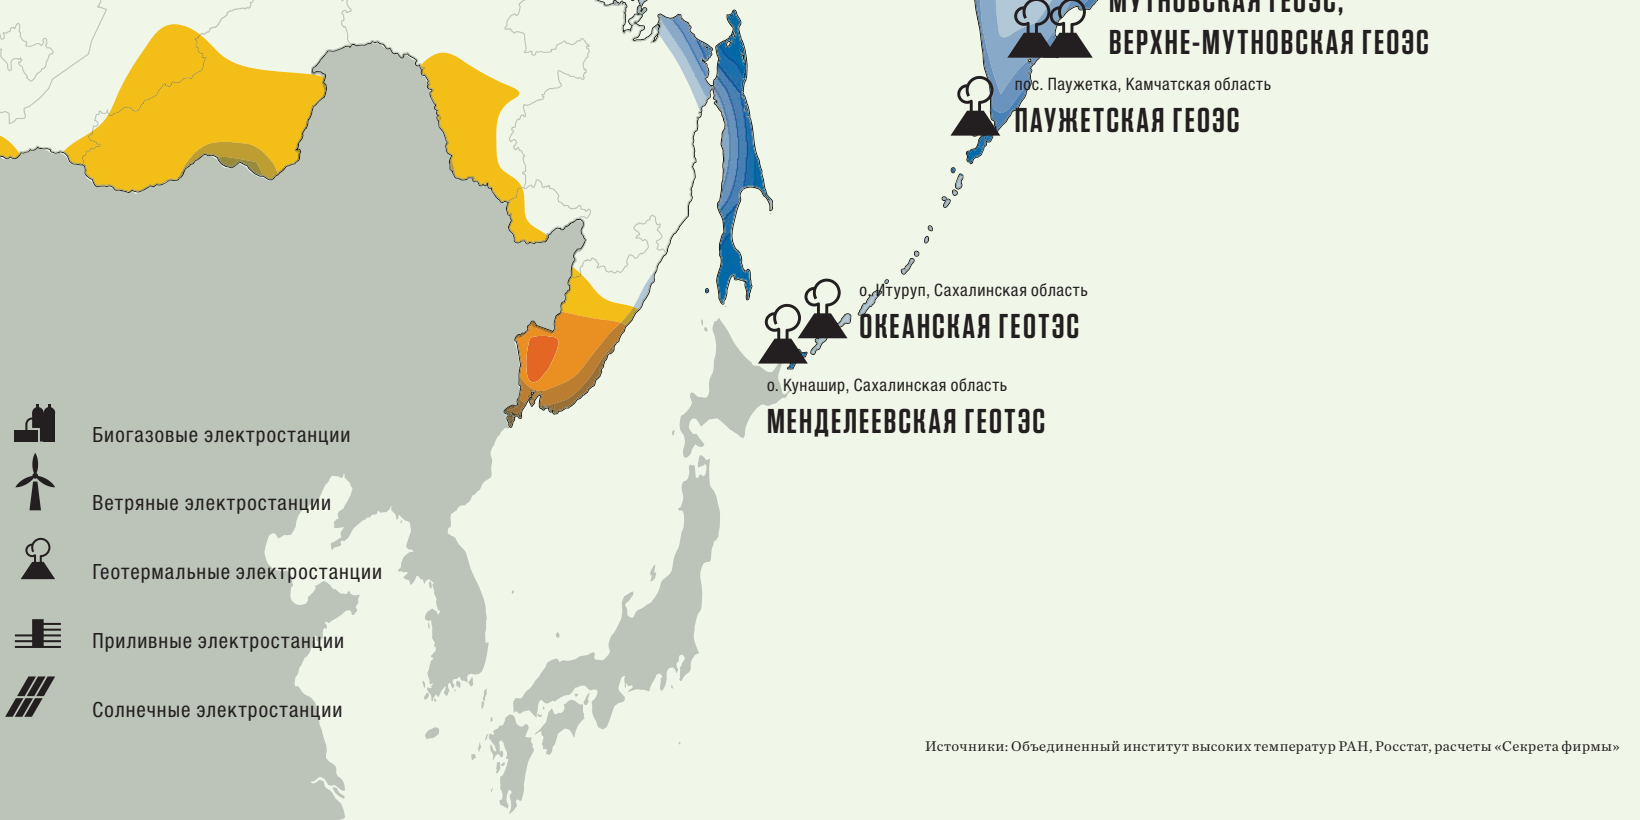 МУТНОВСКАЯ ГЕОЭС,
ВЕРХНЕ-МУТНОВСКАЯ ГЕОЭС
пос. Паужетка, Камчатская область
ПАУЖЕТСКАЯ ГЕОЭС
о. Итуруп, Сахалинская область
ОКЕАНСКАЯ ГЕОТЭС
о. Кунашир, Сахалинская область
МЕНДЕЛЕЕВСКАЯ ГЕОТЭС
Биогазовые электростанции
Ветряные электростанции
Геотермальные электростанции
Приливные электростанции
Солнечные электростанции
Источники: Объединенный институт высоких температур РАН, Росстат, расчеты «Секрета фирмы»